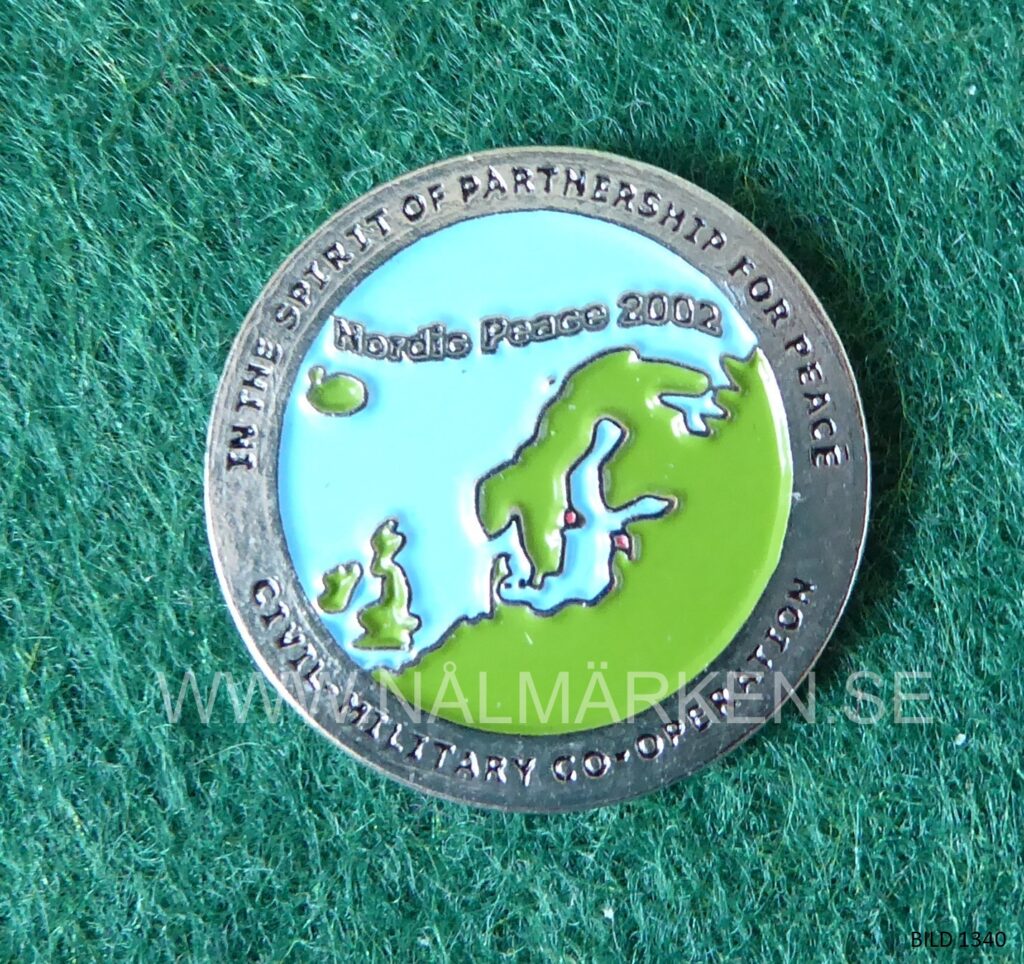 IN THE SPIRIT OF PARTNERSHIP FOR PEACE
Nordic Peace 2002
CIVIL-MILITARY CO-OPERATION
WWW.NÅLMÄRKEN.SE
BILD 1340